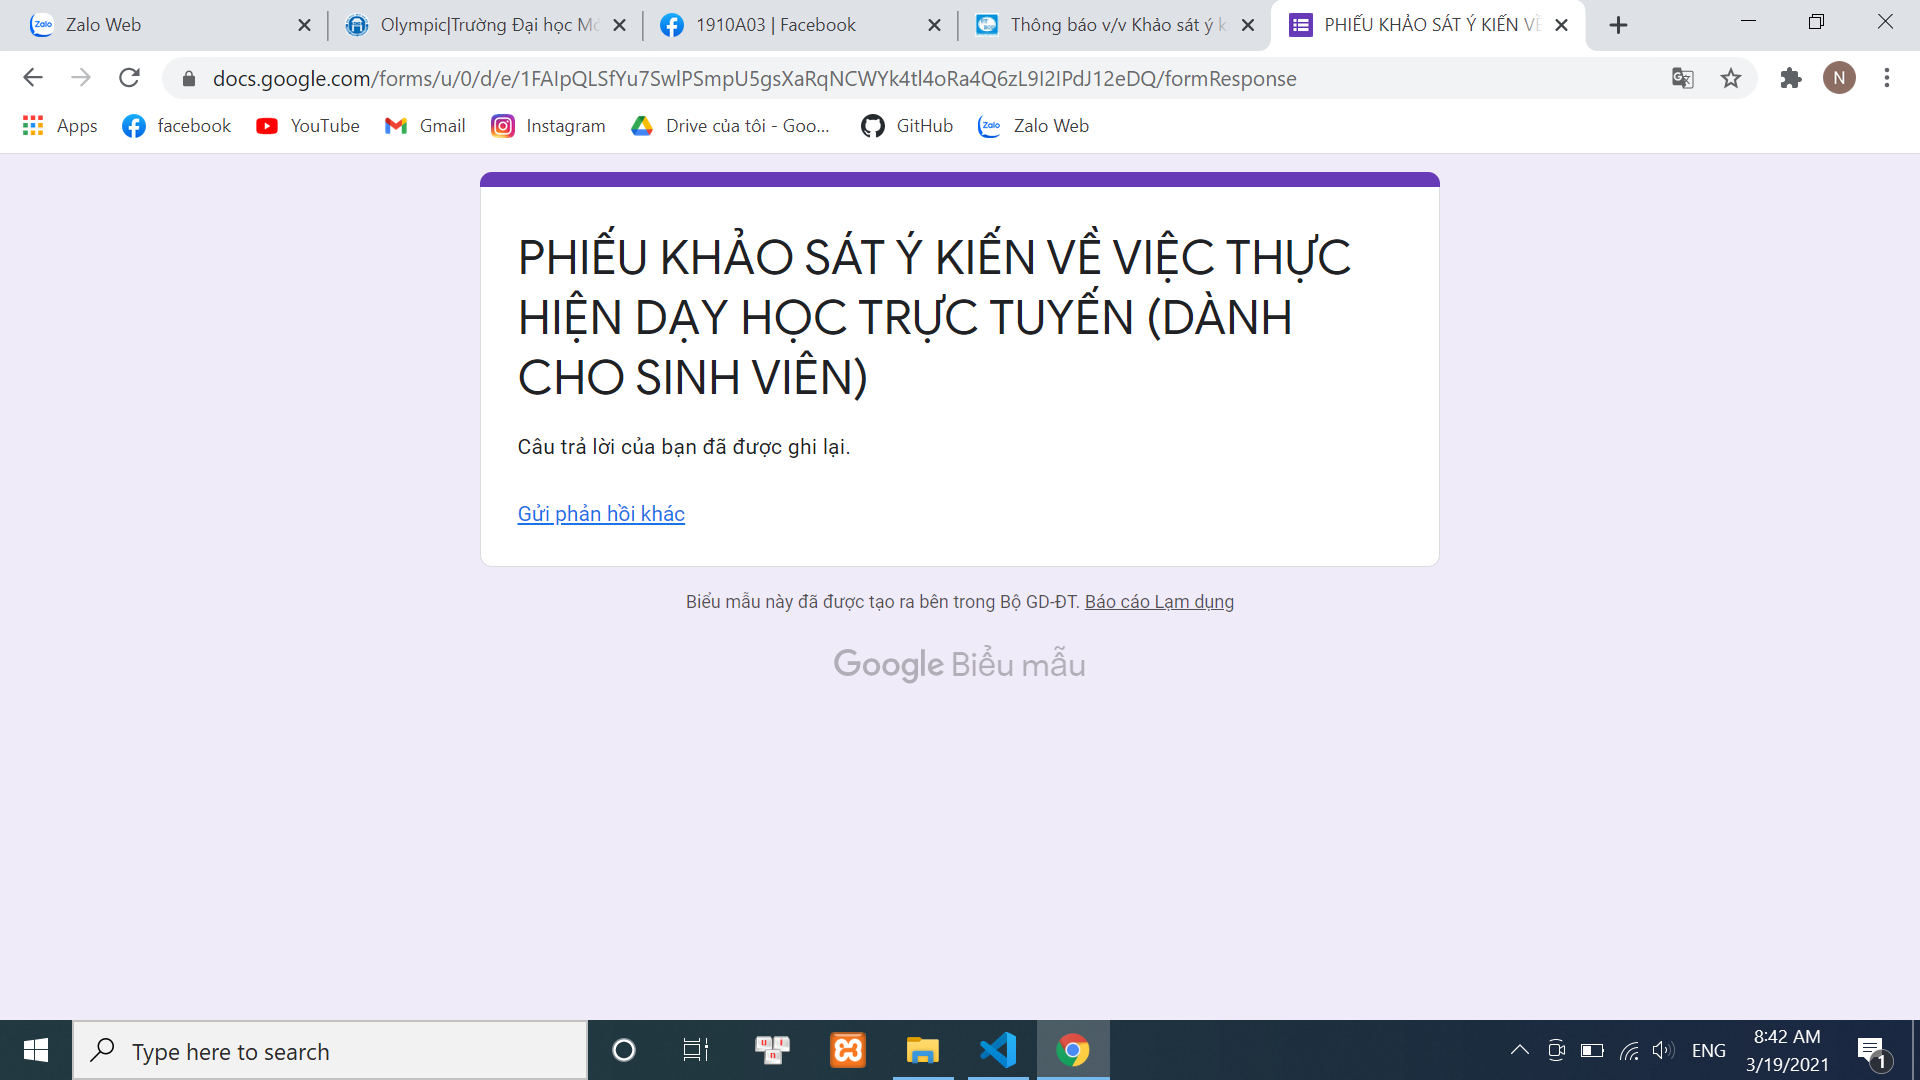 Zalo Web
Olympic|Trường Đại học Mở
1910A03 | Facebook
Thông báo v/v Khảo sát ý k
PHIẾU KHẢO SÁT Ý KIẾN VỀ
docs.google.com/forms/u/0/d/e/1FAIpQLSfYu7SwlPSmpU5gsXaRqNCWYk4tl4oRa4Q6zL9I2IPdJ12eDQ/formResponse
N
Apps
facebook
YouTube
Gmail
Instagram
Drive của tôi - Goo...
GitHub
Zalo Web
PHIẾU KHẢO SÁT Ý KIẾN VỀ VIỆC THỰC
HIỆN DẠY HỌC TRỰC TUYẾN (DÀNH
CHO SINH VIÊN)
Câu trả lời của bạn đã được ghi lại.
Gửi phản hồi khác
Biểu mẫu này đã được tạo ra bên trong Bộ GD-ĐT. Báo cáo Lạm dụng
Google Biểu mẫu
Type here to search
ENG
8:42 AM
3/19/2021
1